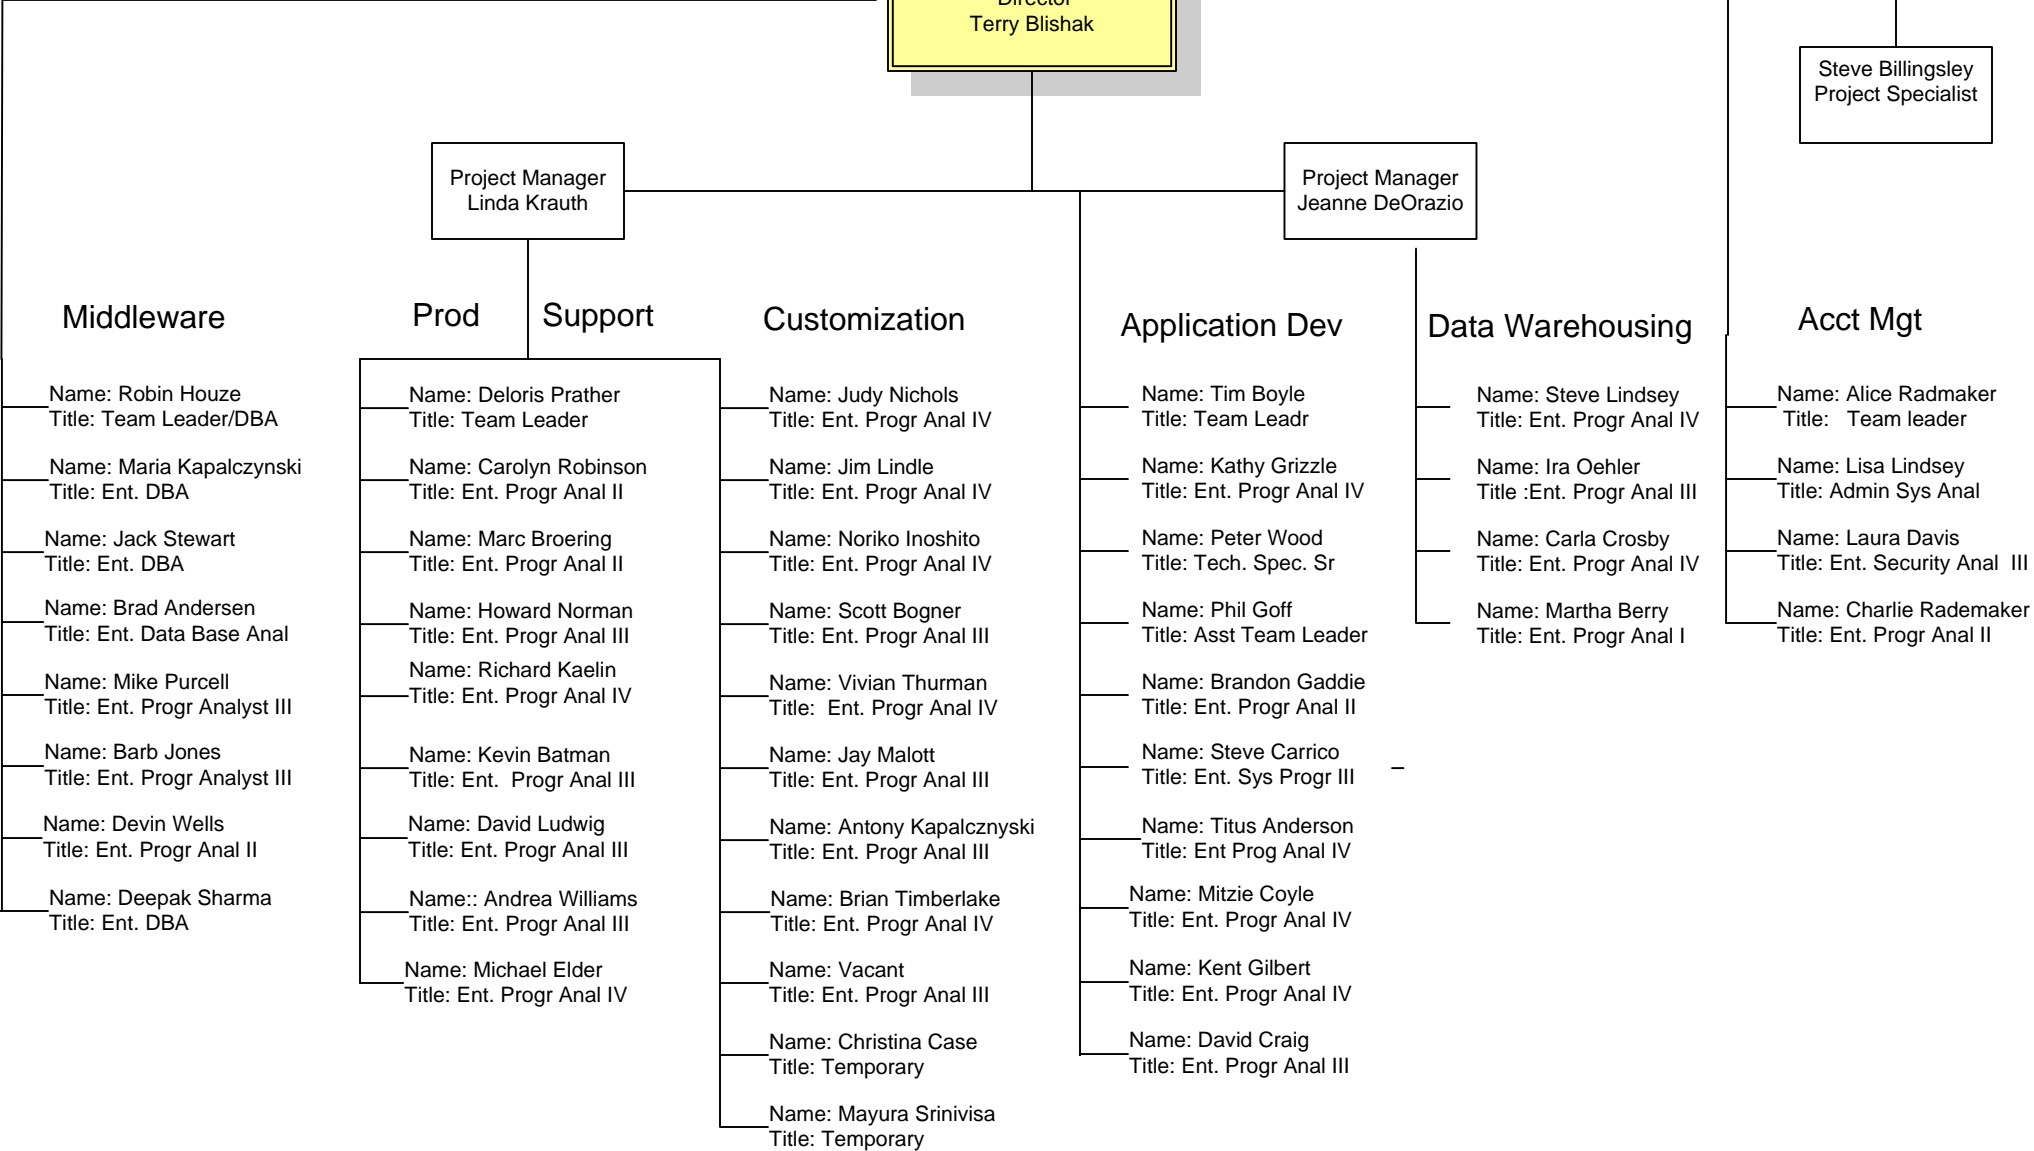 Director
Terry Blishak
Steve Billingsley
Project Specialist
Project Manager
Linda Krauth
Project Manager
Jeanne DeOrazio
Middleware
Name: Robin Houze
Title: Team Leader/DBA
Name: Maria Kapalczynski
Title: Ent. DBA
Name: Jack Stewart
Title: Ent. DBA
Name: Brad Andersen
Title: Ent. Data Base Anal
Name: Mike Purcell
Title: Ent. Progr Analyst III
Name: Barb Jones
Title: Ent. Progr Analyst III
Name: Devin Wells
Title: Ent. Progr Anal II
Name: Deepak Sharma
Title: Ent. DBA
Prod Support
Name: Deloris Prather
Title: Team Leader
Name: Carolyn Robinson
Title: Ent. Progr Anal II
Name: Marc Broering
Title: Ent. Progr Anal II
Name: Howard Norman
Title: Ent. Progr Anal III
Name: Richard Kaelin
Title: Ent. Progr Anal IV
Name: Kevin Batman
Title: Ent. Progr Anal III
Name: David Ludwig
Title: Ent. Progr Anal III
Name:: Andrea Williams
Title: Ent. Progr Anal III
Name: Michael Elder
Title: Ent. Progr Anal IV
Customization
Name: Judy Nichols
Title: Ent. Progr Anal IV
Name: Jim Lindle
Title: Ent. Progr Anal IV
Name: Noriko Inoshito
Title: Ent. Progr Anal IV
Name: Scott Bogner
Title: Ent. Progr Anal III
Name: Vivian Thurman
Title: Ent. Progr Anal IV
Name: Jay Malott
Title: Ent. Progr Anal III
Name: Antony Kapalcznyski
Title: Ent. Progr Anal III
Name: Brian Timberlake
Title: Ent. Progr Anal IV
Name: Vacant
Title: Ent. Progr Anal III
Name: Christina Case
Title: Temporary
Name: Mayura Srinivisa
Title: Temporary
Application Dev
Name: Tim Boyle
Title: Team Leadr
Name: Kathy Grizzle
Title: Ent. Progr Anal IV
Name: Peter Wood
Title: Tech. Spec. Sr
Name: Phil Goff
Title: Asst Team Leader
Name: Brandon Gaddie
Title: Ent. Progr Anal II
Name: Steve Carrico
Title: Ent. Sys Progr III
Name: Titus Anderson
Title: Ent Prog Anal IV
Name: Mitzie Coyle
Title: Ent. Progr Anal IV
Name: Kent Gilbert
Title: Ent. Progr Anal IV
Name: David Craig
Title: Ent. Progr Anal III
Data Warehousing
Name: Steve Lindsey
Title: Ent. Progr Anal IV
Name: Ira Oehler
Title :Ent. Progr Anal III
Name: Carla Crosby
Title: Ent. Progr Anal IV
Name: Martha Berry
Title: Ent. Progr Anal I
Acct Mgt
Name: Alice Radmaker
Title: Team leader
Name: Lisa Lindsey
Title: Admin Sys Anal
Name: Laura Davis
Title: Ent. Security Anal III
Name: Charlie Rademaker
Title: Ent. Progr Anal II